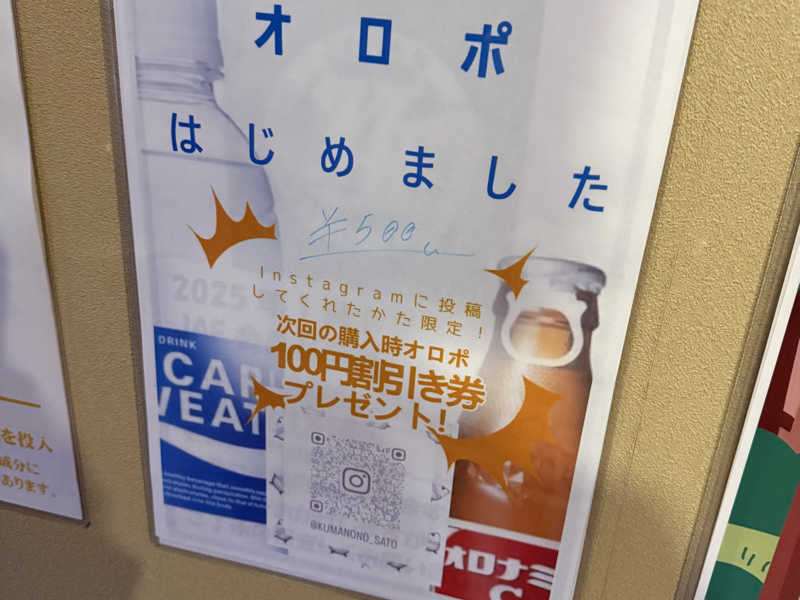 オロポ
はじめました
¥500
Instagramに投稿
してくれたかた限定!
次回の購入時オロポ
100円割引き券
プレゼント!
DRINK
CAR
WEAT
@KUMANONO_SATO
オロナミ
C
を投入
成分に
あります。